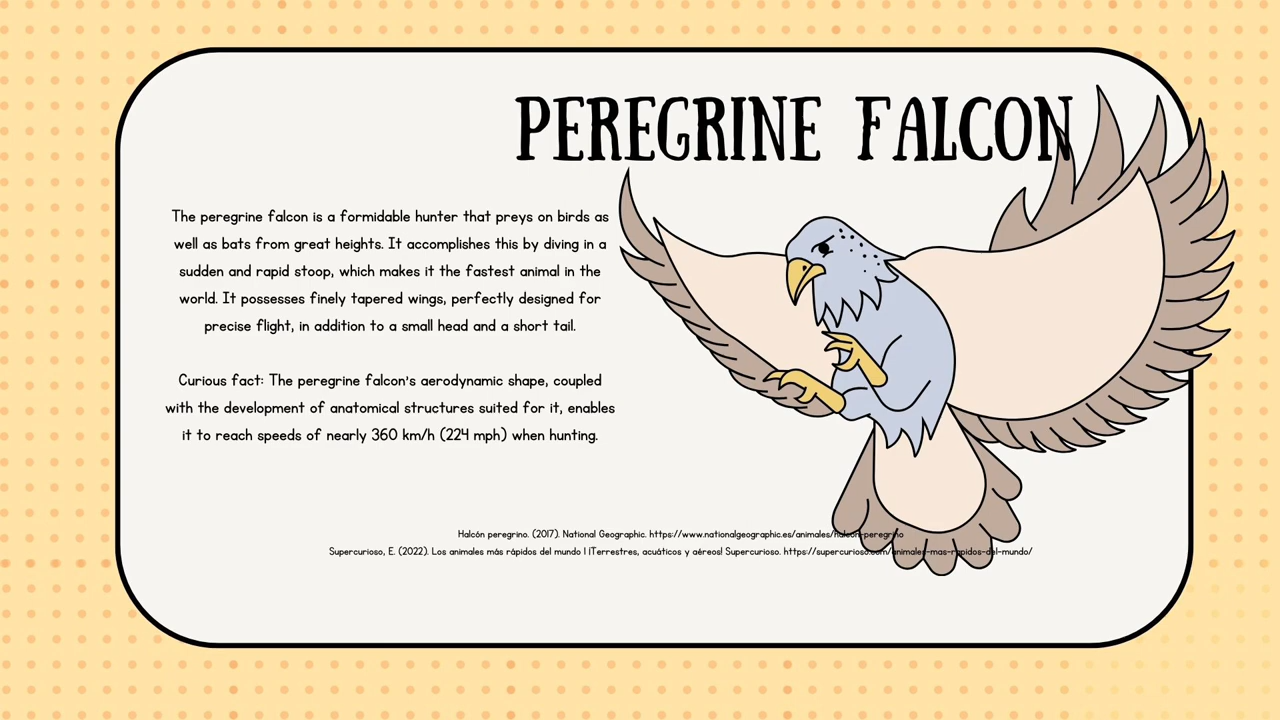 PEREGRINE FALCON
The peregrine falcon is a formidable hunter that preys on birds as
well as bats from great heights. It accomplishes this by diving in a
sudden and rapid stoop, which makes it the fastest animal in the
world. It possesses finely tapered wings, perfectly designed for
precise flight, in addition to a small head and a short tail.
Curious fact: The peregrine falcon's aerodynamic shape, coupled
with the development of anatomical structures suited for it, enables
it to reach speeds of nearly 360 km/h (224 mph) when hunting.
Halcón peregrino. (2017). National Geographic. https://www.nationalgeographic.es/animales/halcon-peregrino
Supercurioso, E. (2022). Los animales más rápidos del mundo | ¡Terrestres, acuáticos y aéreos! Supercurioso. https://supercurioso.com/animales-mas-rapidos-del-mundo/